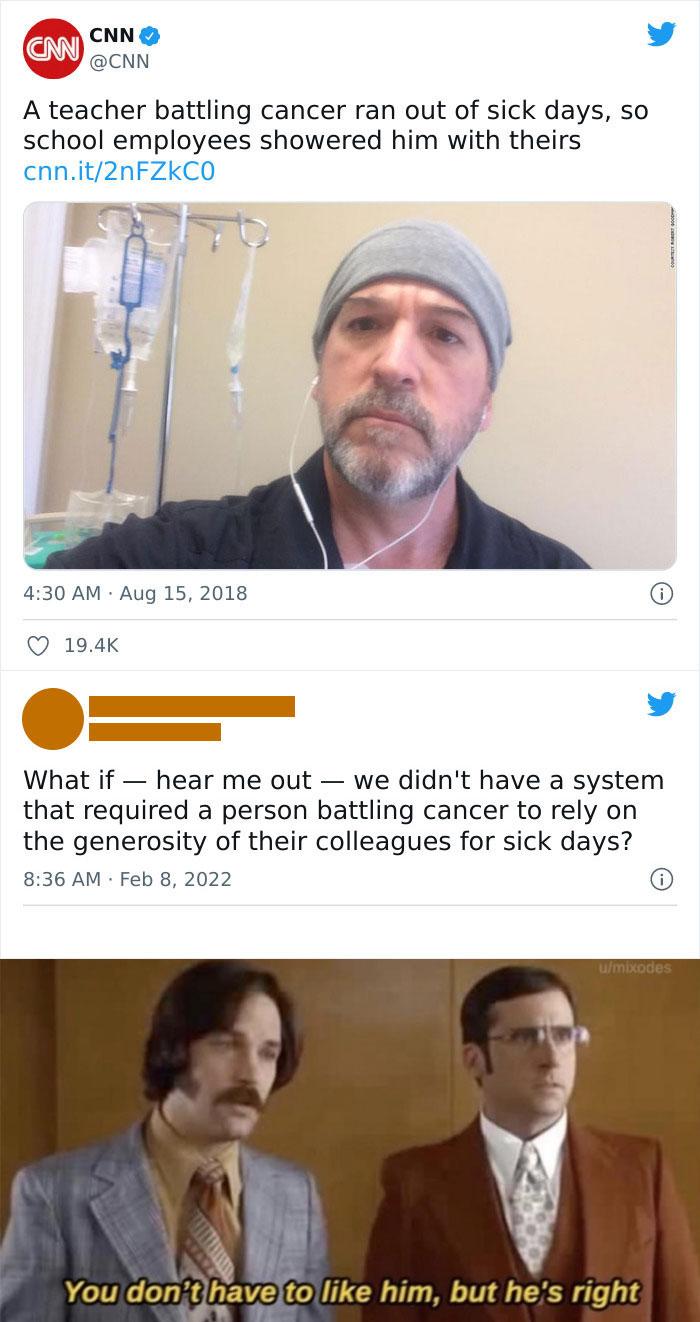 CNN
CNN
@CNN
A teacher battling cancer ran out of sick days, so
school employees showered him with theirs
cnn.it/2nFZkC0
4:30 AM · Aug 15, 2018
19.4K
What if — hear me out — we didn't have a system
that required a person battling cancer to rely on
the generosity of their colleagues for sick days?
8:36 AM · Feb 8, 2022
u/mixodes
You don't have to like him, but he's right